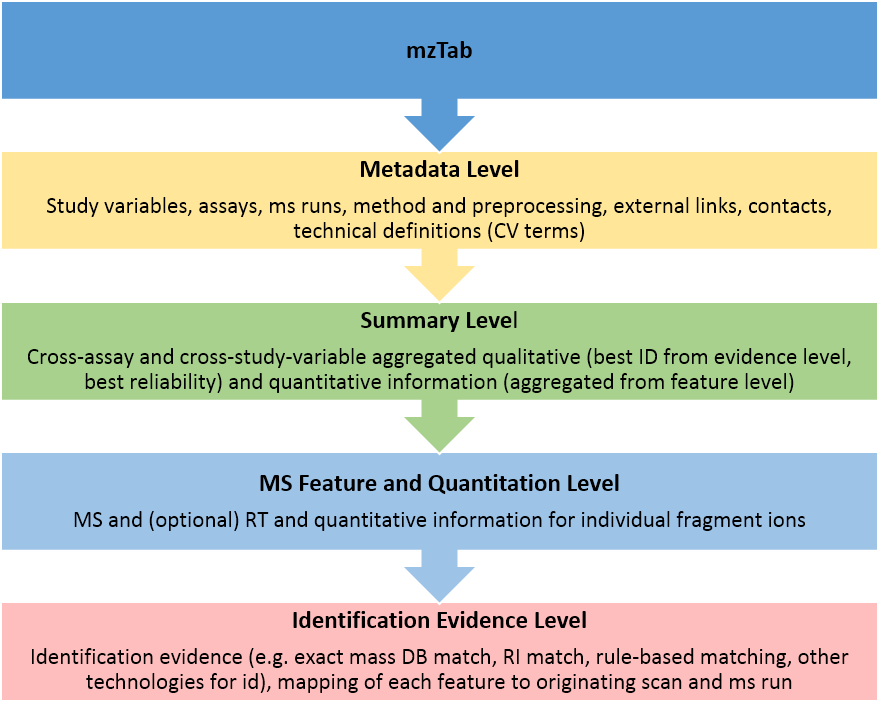 mzTab
Metadata Level
Study variables, assays, ms runs, method and preprocessing, external links, contacts,
technical definitions (CV terms)
Summary Level
Cross-assay and cross-study-variable aggregated qualitative (best ID from evidence level,
best reliability) and quantitative information (aggregated from feature level)
MS Feature and Quantitation Level
MS and (optional) RT and quantitative information for individual fragment ions
Identification Evidence Level
Identification evidence (e.g. exact mass DB match, RI match, rule-based matching, other
technologies for id), mapping of each feature to originating scan and ms run